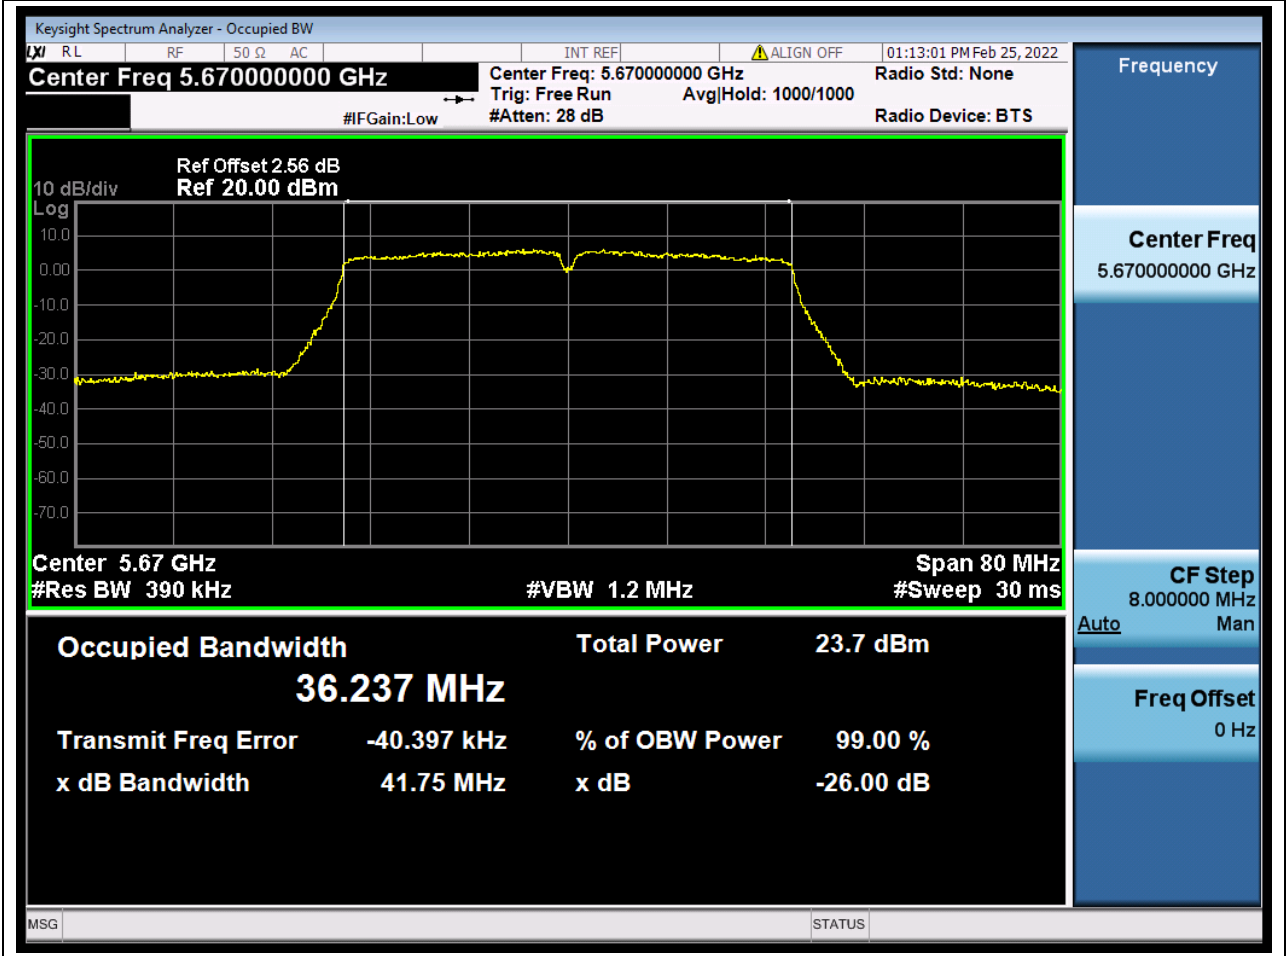 Keysight Spectrum Analyzer - Occupied BW
LXI RL RF 50 Ω AC INT REF ALIGN OFF 01:13:01 PM Feb 25, 2022
Center Freq 5.670000000 GHz
Center Freq: 5.670000000 GHz
Radio Std: None
Trig: Free Run Avg|Hold: 1000/1000
#IFGain:Low
#Atten: 28 dB
Radio Device: BTS
Ref Offset 2.56 dB
10 dB/div Ref 20.00 dBm
Log
10.0
0.00
-10.0
-20.0
-30.0
-40.0
-50.0
-60.0
-70.0
Center 5.67 GHz Span 80 MHz
#Res BW 390 kHz #VBW 1.2 MHz #Sweep 30 ms
Occupied Bandwidth Total Power 23.7 dBm
36.237 MHz
Transmit Freq Error -40.397 kHz % of OBW Power 99.00 %
x dB Bandwidth 41.75 MHz x dB -26.00 dB
Frequency
Center Freq
5.670000000 GHz
CF Step
8.000000 MHz
Auto Man
Freq Offset
0 Hz
MSG STATUS